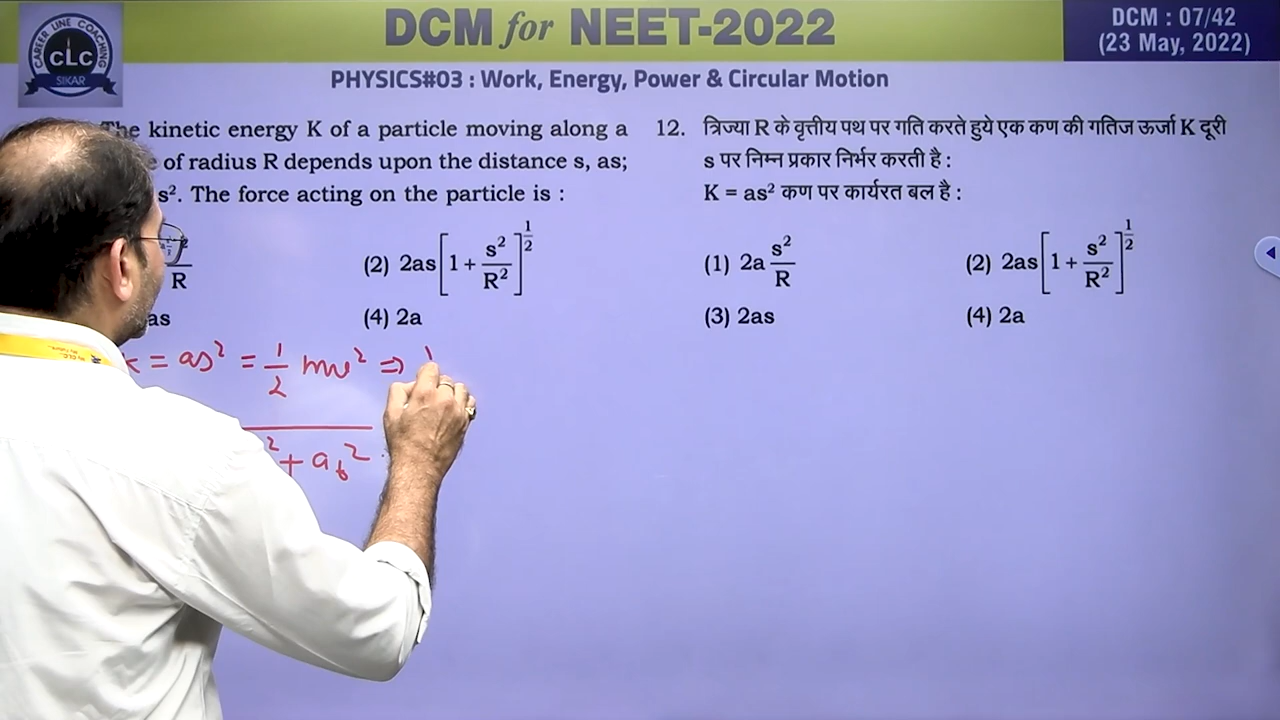 DCM for NEET-2022
DCM : 07/42
(23 May, 2022)
CAREER LINE COACHING
CLC
SIKAR
PHYSICS#03 : Work, Energy, Power & Circular Motion
The kinetic energy K of a particle moving along a
of radius R depends upon the distance s, as;
s². The force acting on the particle is :
R
(2) 2as[1 + s²/R²]^½
as
(4) 2a
12. त्रिज्या R के वृत्तीय पथ पर गति करते हुये एक कण की गतिज ऊर्जा K दूरी
s पर निम्न प्रकार निर्भर करती है :
K = as² कण पर कार्यरत बल है :
(1) 2a s²/R
(2) 2as[1 + s²/R²]^½
(3) 2as
(4) 2a
K = as² = 1/2 mv² ⇒
² + a_t²